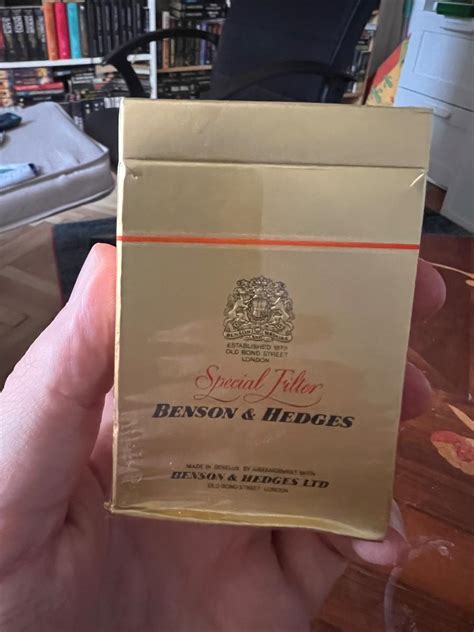 ESTABLISHED 1873
OLD BOND STREET
LONDON
Special Filter
BENSON & HEDGES
MADE IN BENELUX BY ARRANGEMENT WITH
BENSON & HEDGES LTD
OLD BOND STREET LONDON